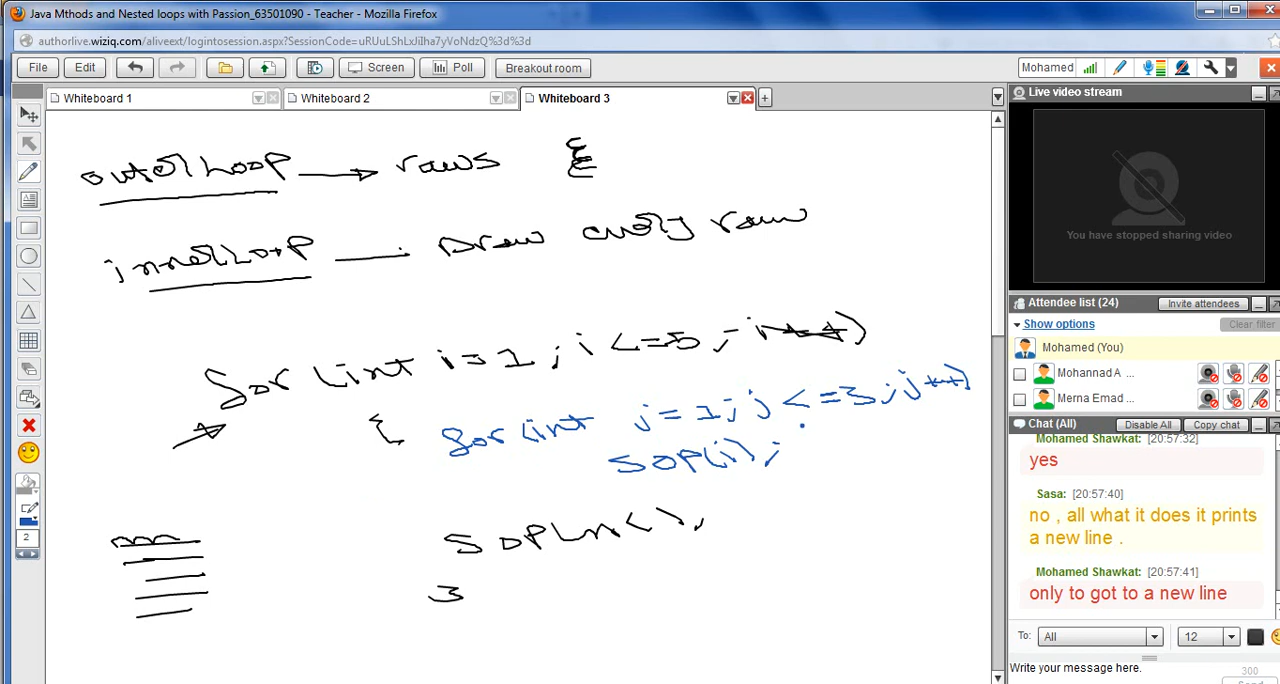 Java Mthods and Nested loops with Passion_63501090 - Teacher - Mozilla Firefox
authorlive.wiziq.com/aliveext/logintosession.aspx?SessionCode=uRUuLShLxJiIha7yVoNdzQ%3d%3d
File Edit Screen Poll Breakout room Mohamed
Whiteboard 1 Whiteboard 2 Whiteboard 3
Live video stream
You have stopped sharing video
Attendee list (24) Invite attendees
Show options Clear filter
Mohamed (You)
Mohannad A ...
Merna Emad ...
Chat (All) Disable All Copy chat
Mohamed Shawkat: [20:57:32]
yes
Sasa: [20:57:40]
no , all what it does it prints
a new line .
Mohamed Shawkat: [20:57:41]
only to got to a new line
To: All 12
Write your message here.
300
Send
2
outerLoop → raws
innerLoop Draw every raw
for (int i=1; i<=5; i++)
{ for (int j=1; j<=3; j++)
SOP(i);
SOPLn();
}